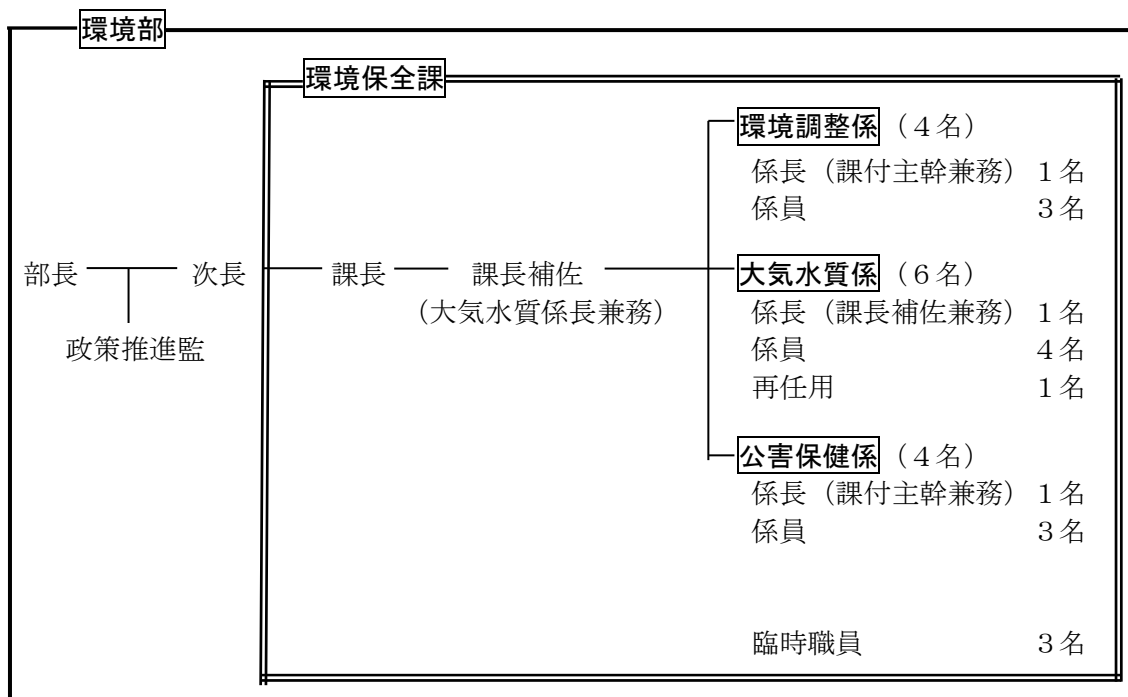 環境部
環境保全課
環境調整係（４名）
係長（課付主幹兼務）１名
係員 ３名
部長 次長 課長 課長補佐 大気水質係（６名）
（大気水質係長兼務） 係長（課長補佐兼務）１名
政策推進監 係員 ４名
再任用 １名
公害保健係（４名）
係長（課付主幹兼務）１名
係員 ３名
臨時職員 ３名